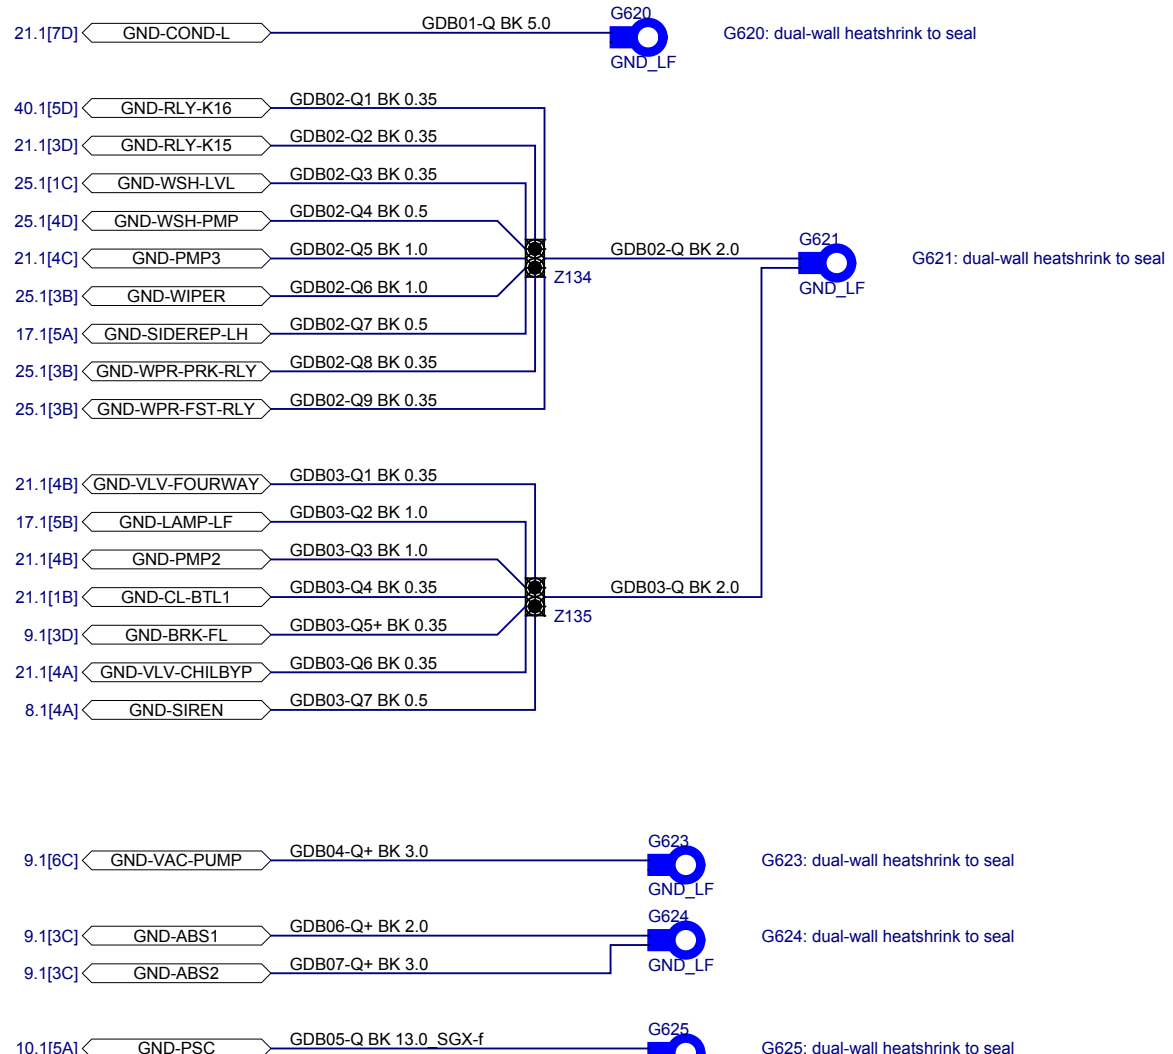 G620
21.1[7D] GND-COND-L GDB01-Q BK 5.0 G620: dual-wall heatshrink to seal
GND_LF
40.1[5D] GND-RLY-K16 GDB02-Q1 BK 0.35
21.1[3D] GND-RLY-K15 GDB02-Q2 BK 0.35
25.1[1C] GND-WSH-LVL GDB02-Q3 BK 0.35
25.1[4D] GND-WSH-PMP GDB02-Q4 BK 0.5
G621
21.1[4C] GND-PMP3 GDB02-Q5 BK 1.0 GDB02-Q BK 2.0 G621: dual-wall heatshrink to seal
Z134
GND_LF
25.1[3B] GND-WIPER GDB02-Q6 BK 1.0
17.1[5A] GND-SIDEREP-LH GDB02-Q7 BK 0.5
25.1[3B] GND-WPR-PRK-RLY GDB02-Q8 BK 0.35
25.1[3B] GND-WPR-FST-RLY GDB02-Q9 BK 0.35
21.1[4B] GND-VLV-FOURWAY GDB03-Q1 BK 0.35
17.1[5B] GND-LAMP-LF GDB03-Q2 BK 1.0
21.1[4B] GND-PMP2 GDB03-Q3 BK 1.0
21.1[1B] GND-CL-BTL1 GDB03-Q4 BK 0.35 GDB03-Q BK 2.0
Z135
9.1[3D] GND-BRK-FL GDB03-Q5+ BK 0.35
21.1[4A] GND-VLV-CHILBYP GDB03-Q6 BK 0.35
8.1[4A] GND-SIREN GDB03-Q7 BK 0.5
G623
9.1[6C] GND-VAC-PUMP GDB04-Q+ BK 3.0 G623: dual-wall heatshrink to seal
GND_LF
G624
9.1[3C] GND-ABS1 GDB06-Q+ BK 2.0 G624: dual-wall heatshrink to seal
GND_LF
9.1[3C] GND-ABS2 GDB07-Q+ BK 3.0
G625
10.1[5A] GND-PSC GDB05-Q BK 13.0_SGX-f G625: dual-wall heatshrink to seal